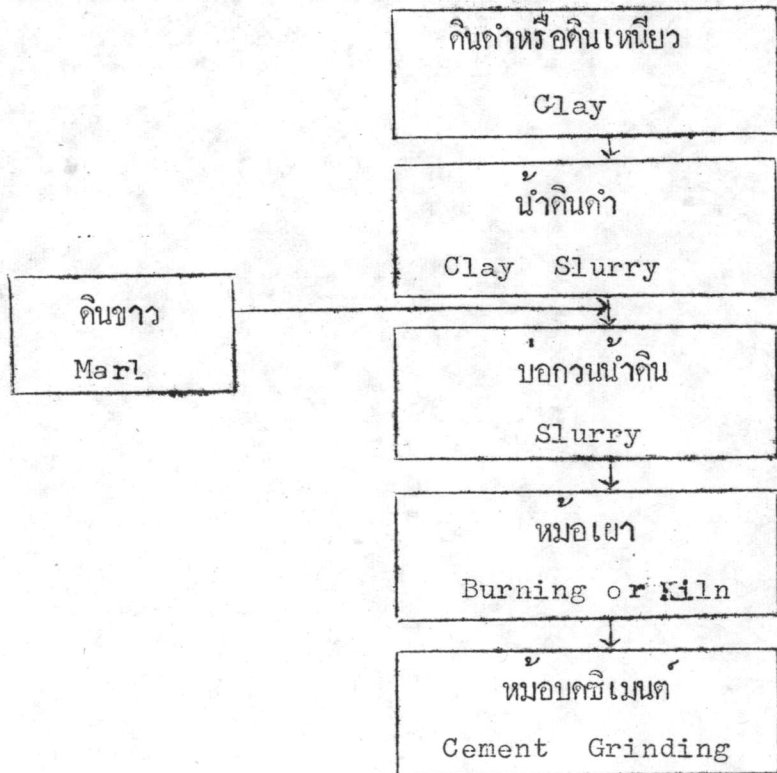 ดินดำหรือดินเหนียว
Clay
น้ำดินดำ
Clay Slurry
ดินขาว
Marl
บ่อกวนน้ำดิน
Slurry
หม้อเผา
Burning or Kiln
หม้อบดซิเมนต์
Cement Grinding